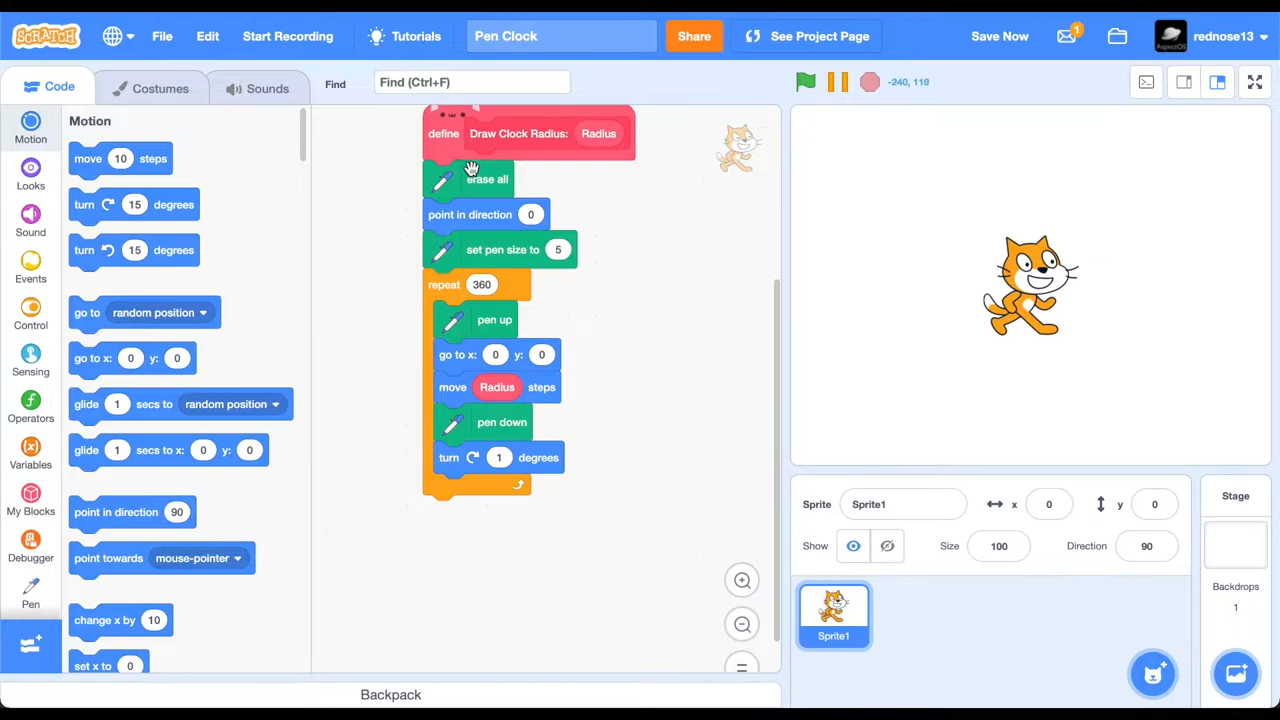 SCRATCH File Edit Start Recording Tutorials Pen Clock Share See Project Page Save Now 1 AspectOS rednose13
Code Costumes Sounds Find Find (Ctrl+F) -240, 118
Motion
Motion
Looks
Sound
Events
Control
Sensing
Operators
Variables
My Blocks
Debugger
Pen
move 10 steps
turn 15 degrees
turn 15 degrees
go to random position
go to x: 0 y: 0
glide 1 secs to random position
glide 1 secs to x: 0 y: 0
point in direction 90
point towards mouse-pointer
change x by 10
set x to 0
define Draw Clock Radius: Radius
erase all
point in direction 0
set pen size to 5
repeat 360
pen up
go to x: 0 y: 0
move Radius steps
pen down
turn 1 degrees
Backpack
Sprite Sprite1 x 0 y 0
Show Size 100 Direction 90
Sprite1
Stage
Backdrops
1